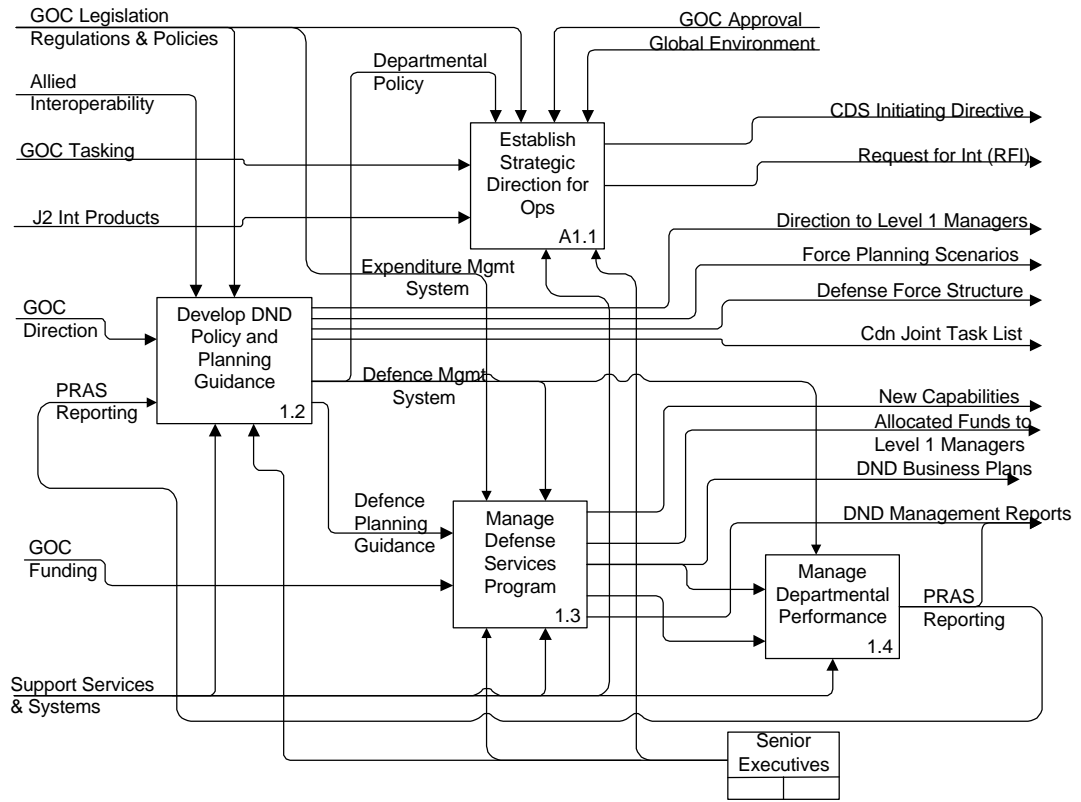 GOC Legislation
Regulations & Policies
GOC Approval
Global Environment
Departmental
Policy
Allied
Interoperability
CDS Initiating Directive
Establish
Strategic
Direction for
Ops
A1.1
GOC Tasking
Request for Int (RFI)
J2 Int Products
Direction to Level 1 Managers
Force Planning Scenarios
Expenditure Mgmt
System
Defense Force Structure
GOC
Direction
Develop DND
Policy and
Planning
Guidance
1.2
Cdn Joint Task List
PRAS
Reporting
Defence Mgmt
System
New Capabilities
Allocated Funds to
Level 1 Managers
DND Business Plans
Defence
Planning
Guidance
Manage
Defense
Services
Program
1.3
DND Management Reports
GOC
Funding
Manage
Departmental
Performance
1.4
PRAS
Reporting
Support Services
& Systems
Senior
Executives